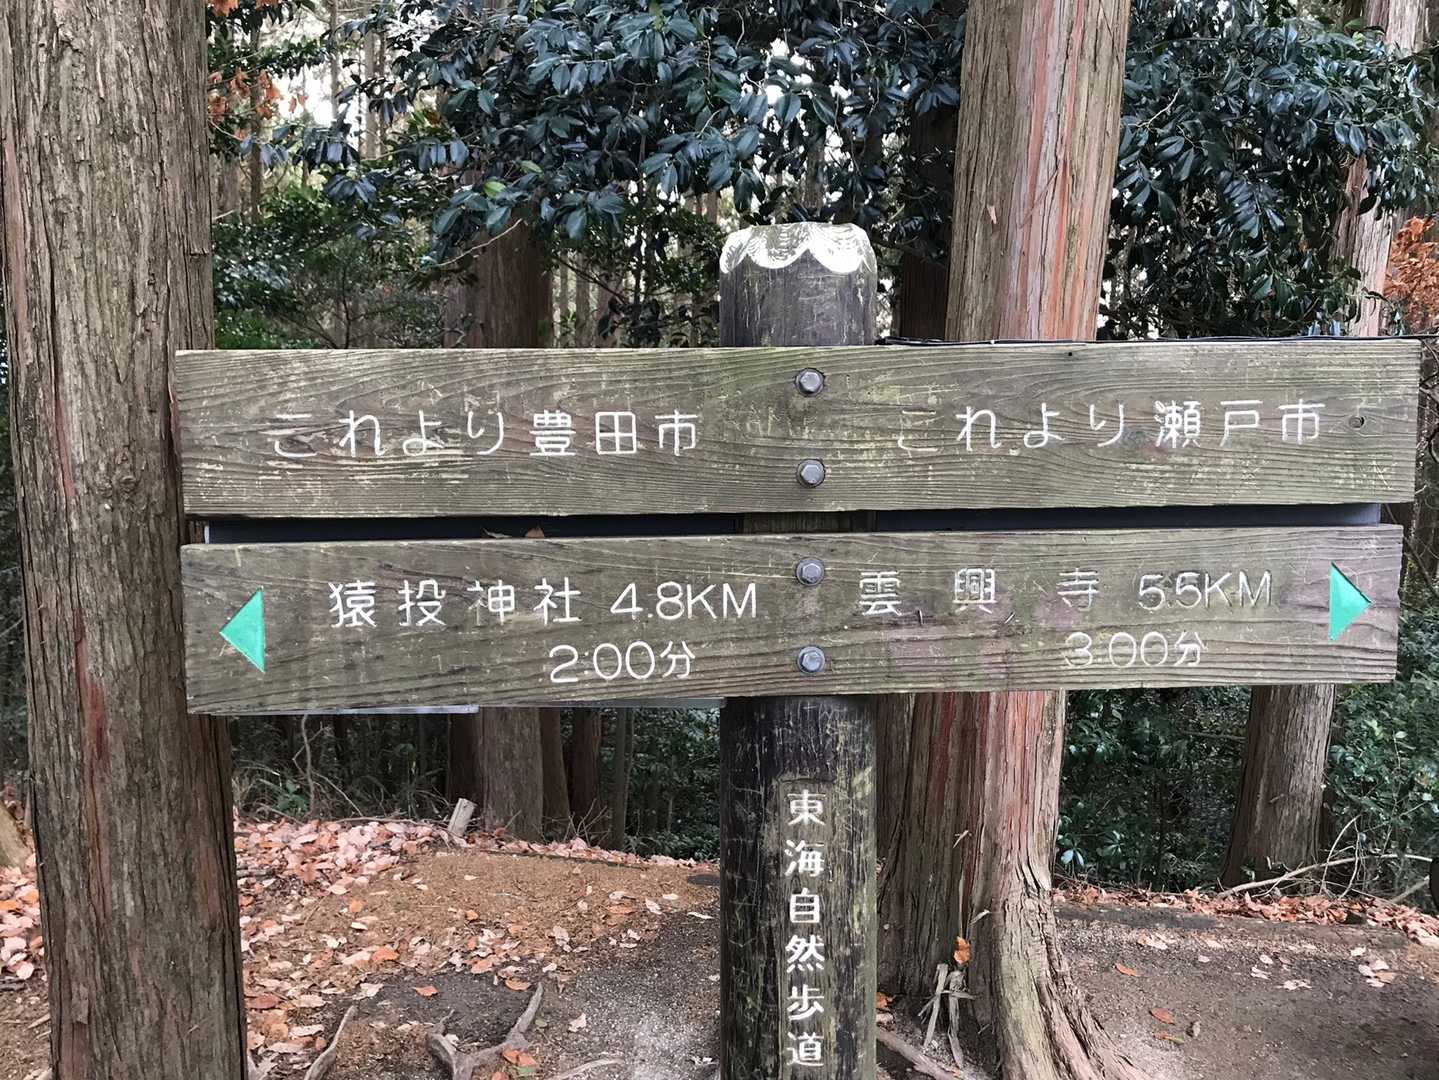 これより豊田市
これより瀬戸市
猿投神社 4.8KM
2:00分
雲興寺 5.5KM
3:00分
東海自然歩道